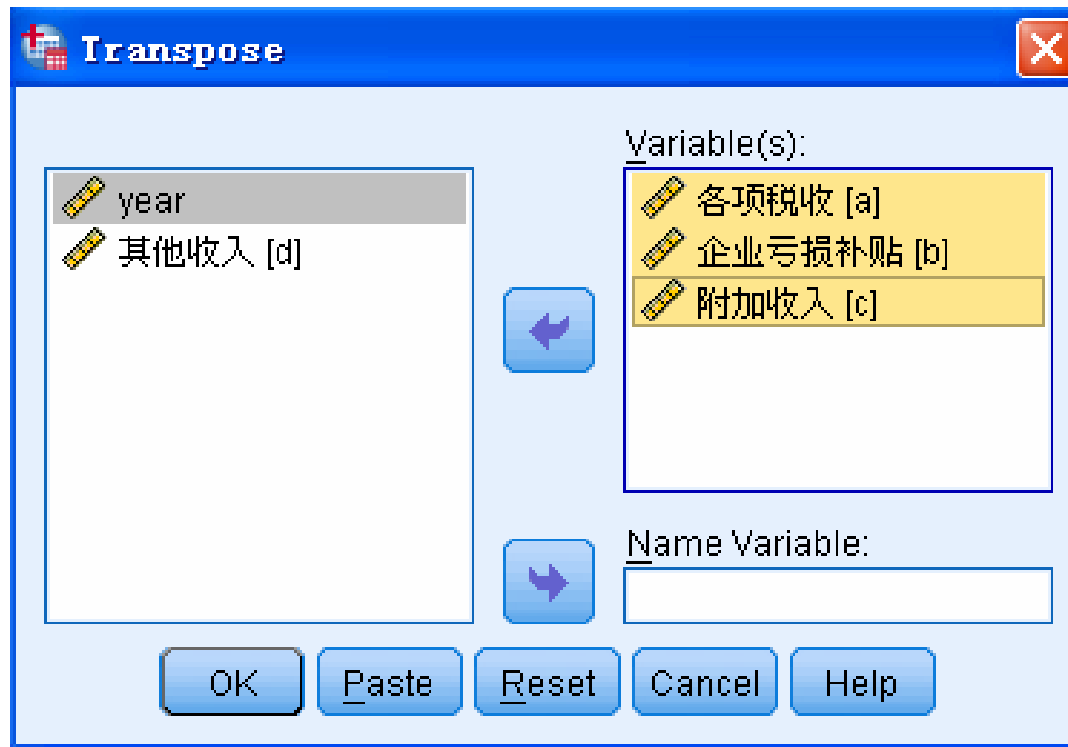 Transpose
year
其他收入 [d]
Variable(s):
各项税收 [a]
企业亏损补贴 [b]
附加收入 [c]
Name Variable:
OK
Paste
Reset
Cancel
Help